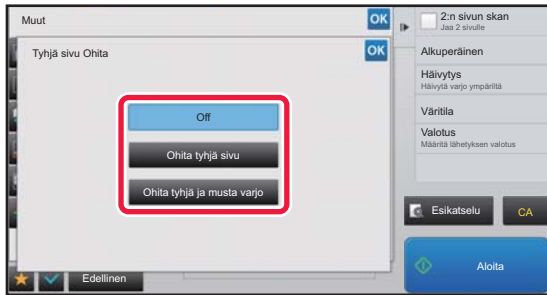 Muut
OK
Tyhjä sivu Ohita
OK
Off
Ohita tyhjä sivu
Ohita tyhjä ja musta varjo
Edellinen
2:n sivun skan
Jaa 2 sivulle
Alkuperäinen
Häivytys
Häivytä varjo ympäriltä
Väritila
Valotus
Määritä lähetyksen valotus
Esikatselu
CA
Aloita